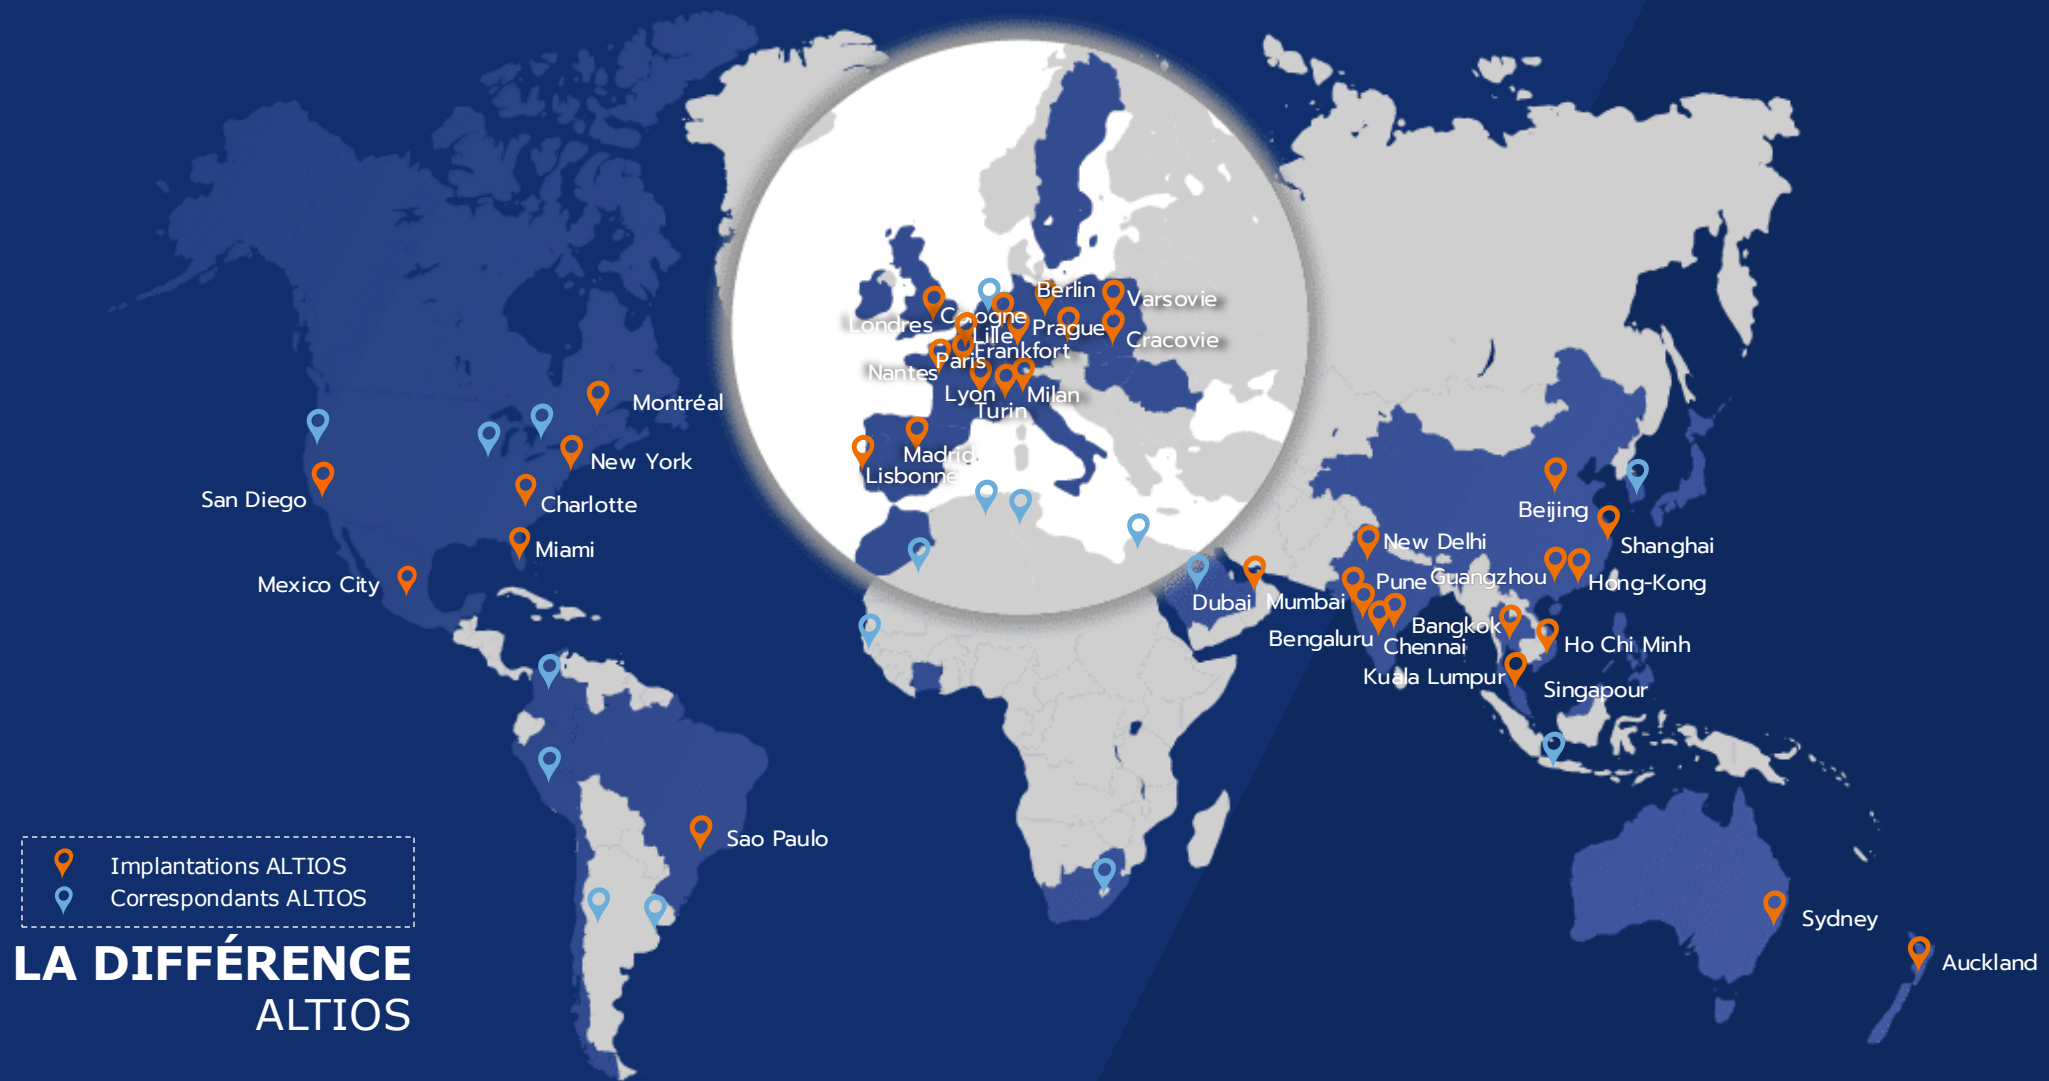 Montréal
New York
San Diego
Charlotte
Miami
Mexico City
Sao Paulo
Berlin
Varsovie
Londres
Cologne
Lille
Prague
Cracovie
Frankfort
Paris
Nantes
Lyon
Milan
Turin
Madrid
Lisbonne
Beijing
New Delhi
Shanghai
Pune
Guangzhou
Hong-Kong
Dubai
Mumbai
Bangkok
Bengaluru
Chennai
Ho Chi Minh
Kuala Lumpur
Singapour
Sydney
Auckland
Implantations ALTIOS
Correspondants ALTIOS
LA DIFFÉRENCE
ALTIOS